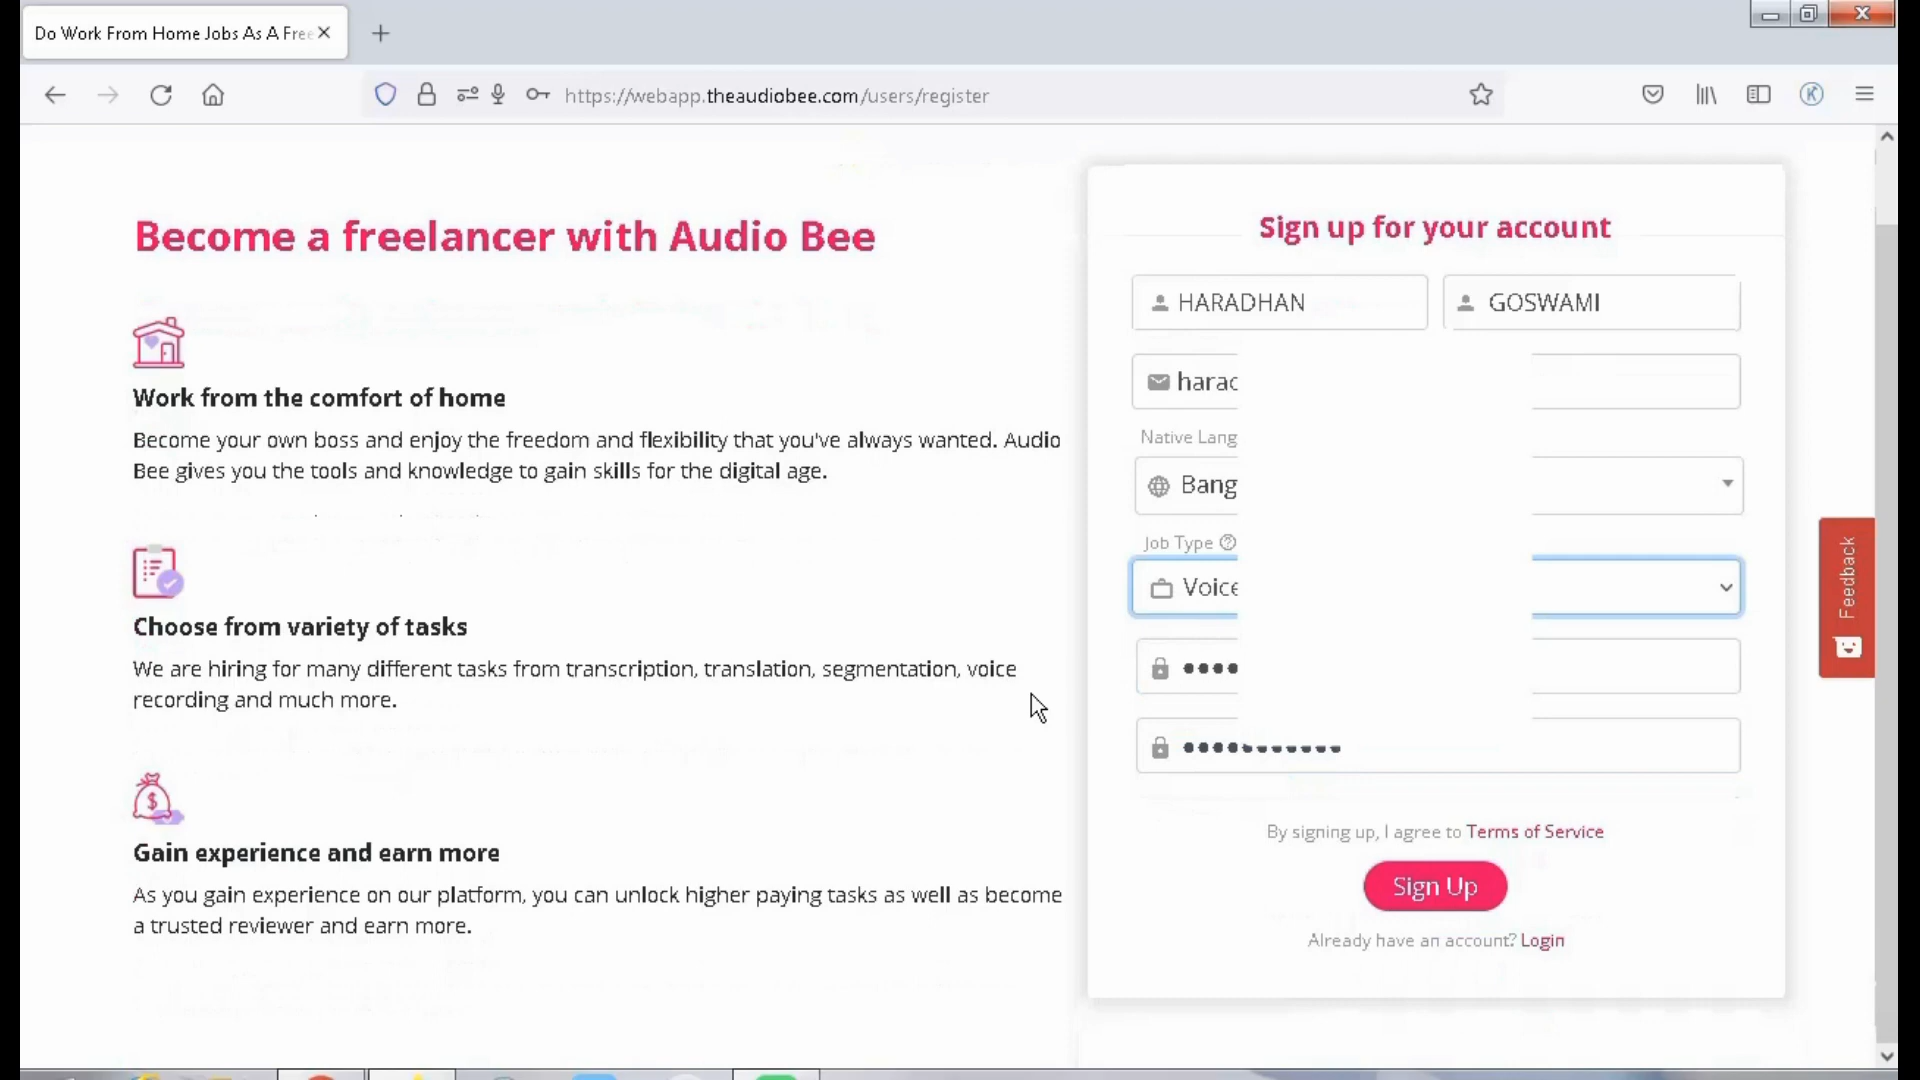 Do Work From Home Jobs As A Free
https://webapp.theaudiobee.com/users/register
Become a freelancer with Audio Bee
Work from the comfort of home
Become your own boss and enjoy the freedom and flexibility that you've always wanted. Audio
Bee gives you the tools and knowledge to gain skills for the digital age.
Choose from variety of tasks
We are hiring for many different tasks from transcription, translation, segmentation, voice
recording and much more.
Gain experience and earn more
As you gain experience on our platform, you can unlock higher paying tasks as well as become
a trusted reviewer and earn more.
Sign up for your account
HARADHAN GOSWAMI
harad
Native Lang
Bang
Job Type
Voice
By signing up, I agree to Terms of Service
Sign Up
Already have an account? Login
Feedback